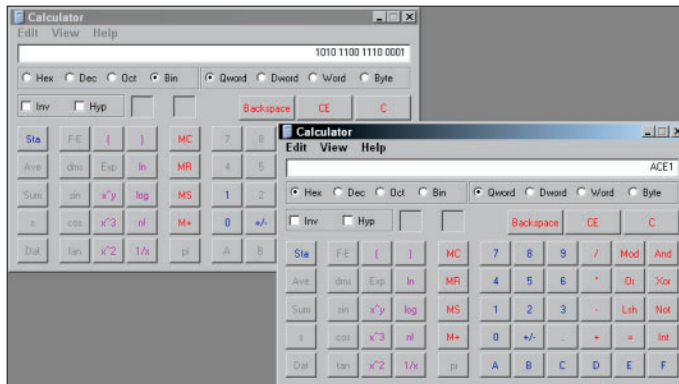 Calculator
Edit View Help
1010 1100 1110 0001
Hex Dec Oct Bin Qword Dword Word Byte
Inv Hyp
Backspace CE C
Sta F-E ( ) MC 7 8
Ave dms Exp ln MR 4 5
Sum sin x^y log MS 1 2
s cos x^3 n! M+ 0 +/-
Dat tan x^2 1/x pi A B
Calculator
Edit View Help
ACE1
Hex Dec Oct Bin Qword Dword Word Byte
Inv Hyp
Backspace CE C
Sta F-E ( ) MC 7 8 9 / Mod And
Ave dms Exp ln MR 4 5 6 * Or Xor
Sum sin x^y log MS 1 2 3 - Lsh Not
s cos x^3 n! M+ 0 +/- . + = Int
Dat tan x^2 1/x pi A B C D E F